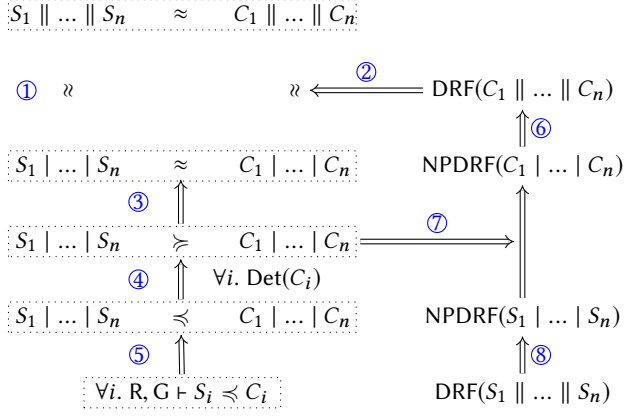 S₁ ∥ ... ∥ Sₙ ≈ C₁ ∥ ... ∥ Cₙ
① ≈ ≈ ② DRF(C₁ ∥ ... ∥ Cₙ)
⑥
S₁ | ... | Sₙ ≈ C₁ | ... | Cₙ NPDRF(C₁ | ... | Cₙ)
③
S₁ | ... | Sₙ ≽ C₁ | ... | Cₙ ⑦
④ ∀i. Det(Cᵢ)
S₁ | ... | Sₙ ≼ C₁ | ... | Cₙ NPDRF(S₁ | ... | Sₙ)
⑤ ⑧
∀i. R, G ⊢ Sᵢ ≼ Cᵢ DRF(S₁ ∥ ... ∥ Sₙ)